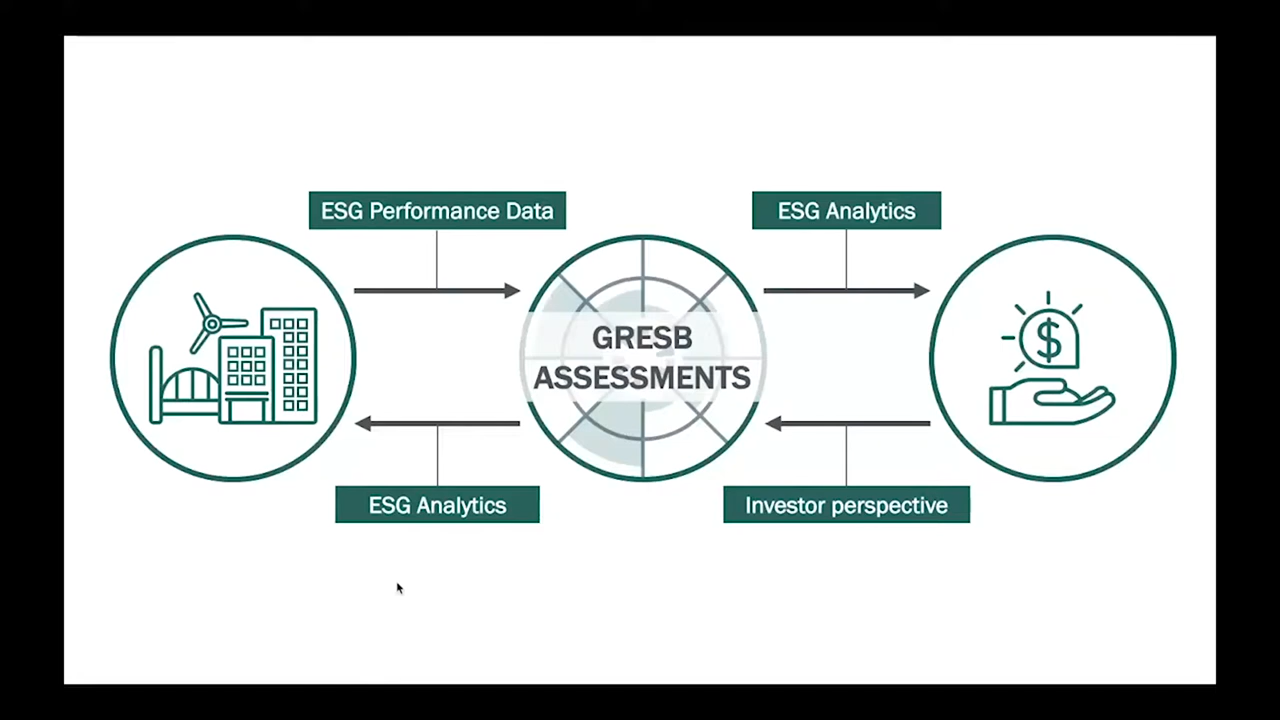 ESG Performance Data
ESG Analytics
GRESB
ASSESSMENTS
$
ESG Analytics
Investor perspective